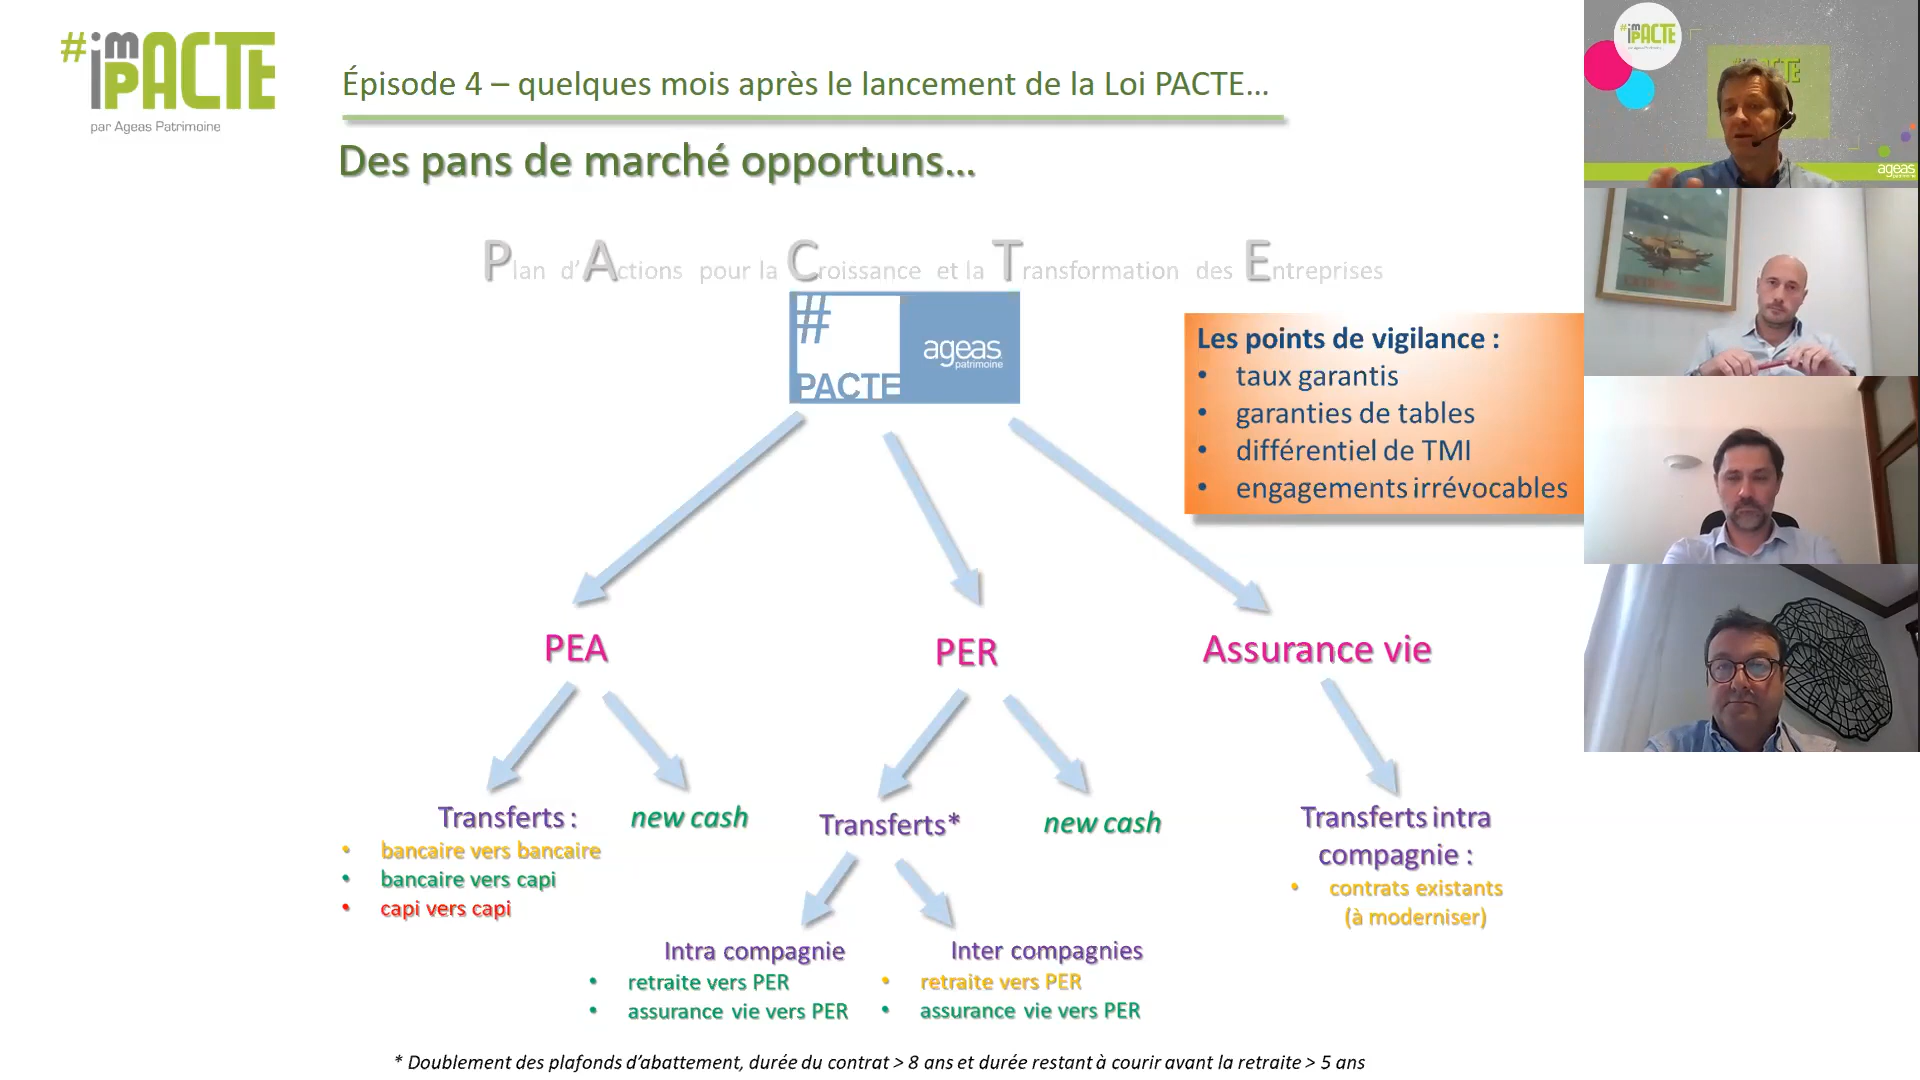 #imPACTE
par Ageas Patrimoine
Épisode 4 – quelques mois après le lancement de la Loi PACTE…
Des pans de marché opportuns…
Plan d’Actions pour la Croissance et la Transformation des Entreprises
#
PACTE
ageas
patrimoine
Les points de vigilance :
• taux garantis
• garanties de tables
• différentiel de TMI
• engagements irrévocables
PEA
PER
Assurance vie
Transferts :
• bancaire vers bancaire
• bancaire vers capi
• capi vers capi
new cash
Transferts*
new cash
Transferts intra
compagnie :
• contrats existants
(à moderniser)
Intra compagnie
• retraite vers PER
• assurance vie vers PER
Inter compagnies
• retraite vers PER
• assurance vie vers PER
* Doublement des plafonds d’abattement, durée du contrat > 8 ans et durée restant à courir avant la retraite > 5 ans
#imPACTE
ageas